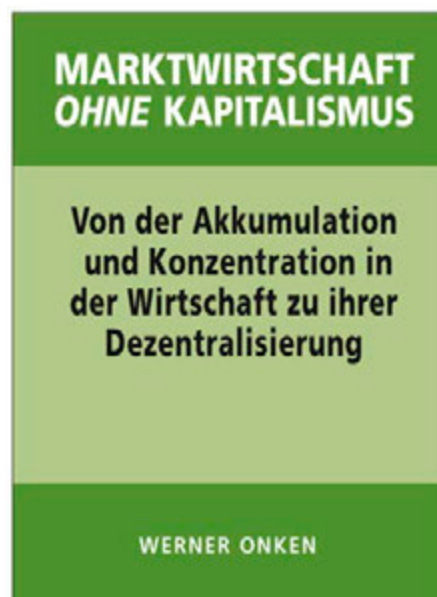 MARKTWIRTSCHAFT
OHNE KAPITALISMUS
Von der Akkumulation
und Konzentration in
der Wirtschaft zu ihrer
Dezentralisierung
WERNER ONKEN